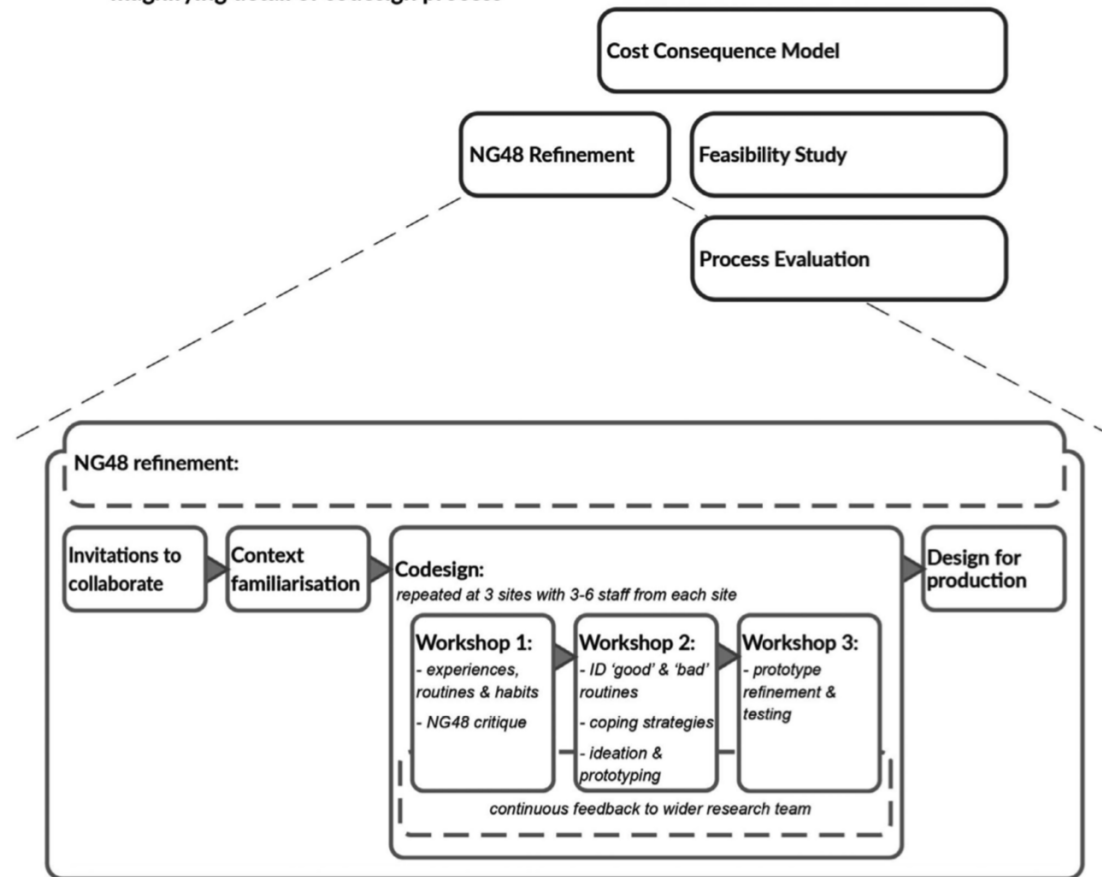 Cost Consequence Model
NG48 Refinement
Feasibility Study
Process Evaluation
NG48 refinement:
Invitations to
collaborate
Context
familiarisation
Codesign:
repeated at 3 sites with 3-6 staff from each site
Workshop 1:
- experiences,
routines & habits
- NG48 critique
Workshop 2:
- ID ‘good’ & ‘bad’
routines
- coping strategies
- ideation &
prototyping
Workshop 3:
- prototype
refinement &
testing
continuous feedback to wider research team
Design for
production